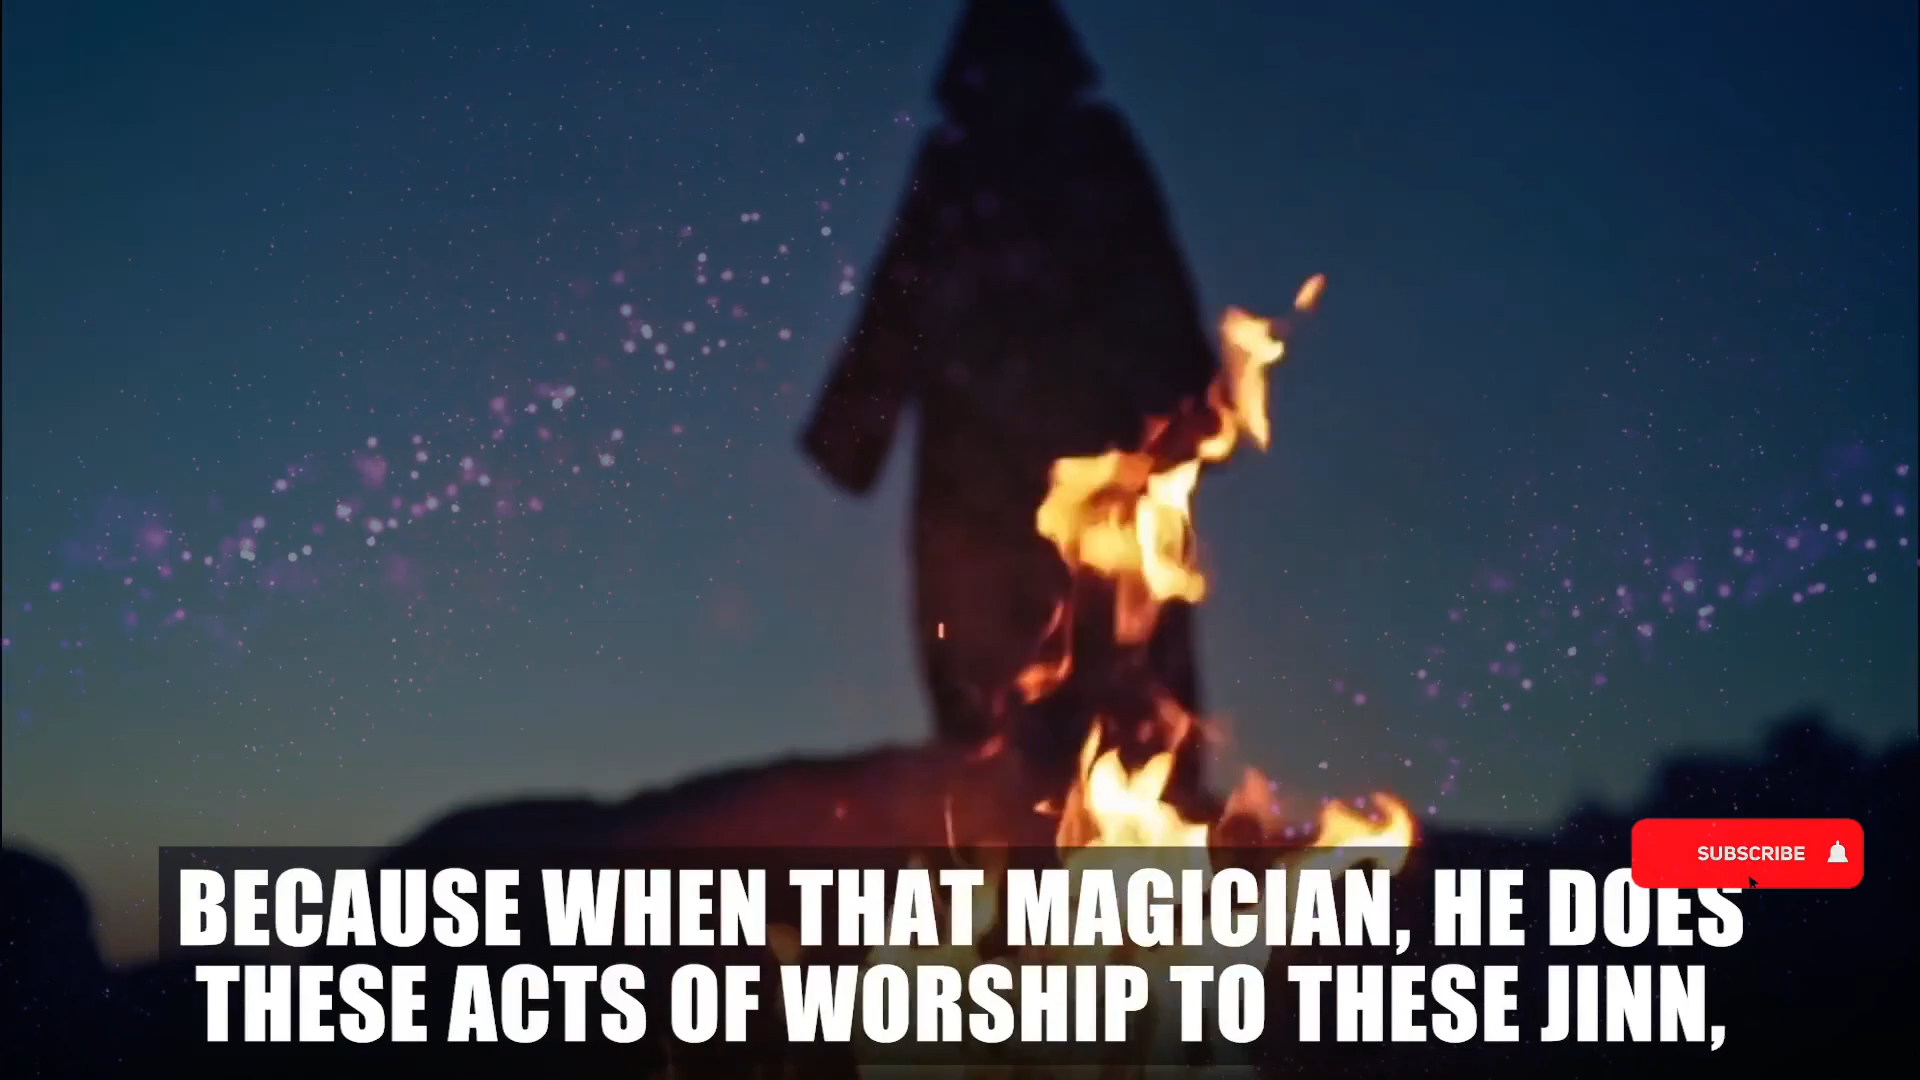 SUBSCRIBE
BECAUSE WHEN THAT MAGICIAN, HE DOES
THESE ACTS OF WORSHIP TO THESE JINN,